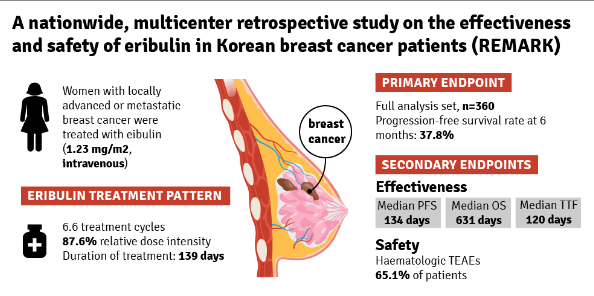 A nationwide, multicenter retrospective study on the effectiveness
and safety of eribulin in Korean breast cancer patients (REMARK)
Women with locally
advanced or metastatic
breast cancer were
treated with eibulin
(1.23 mg/m2,
intravenous)
ERIBULIN TREATMENT PATTERN
6.6 treatment cycles
87.6% relative dose intensity
Duration of treatment: 139 days
breast
cancer
PRIMARY ENDPOINT
Full analysis set, n=360
Progression-free survival rate at 6
months: 37.8%
SECONDARY ENDPOINTS
Effectiveness
Median PFS
134 days
Median OS
631 days
Median TTF
120 days
Safety
Haematologic TEAEs
65.1% of patients